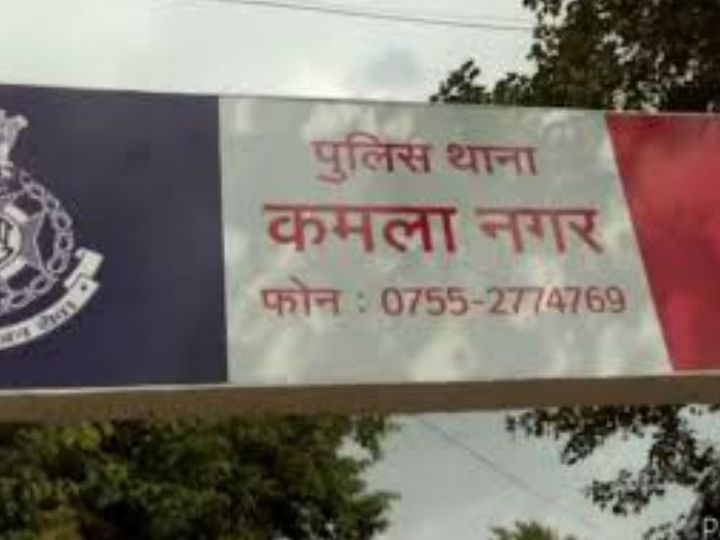 पुलिस थाना
कमला नगर
फोन : 0755-2774769